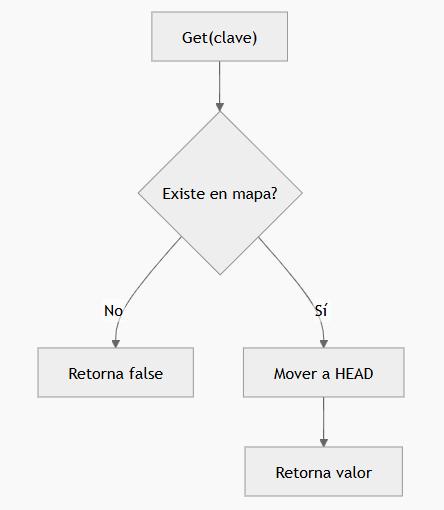 Get(clave)
Existe en mapa?
No
Sí
Retorna false
Mover a HEAD
Retorna valor